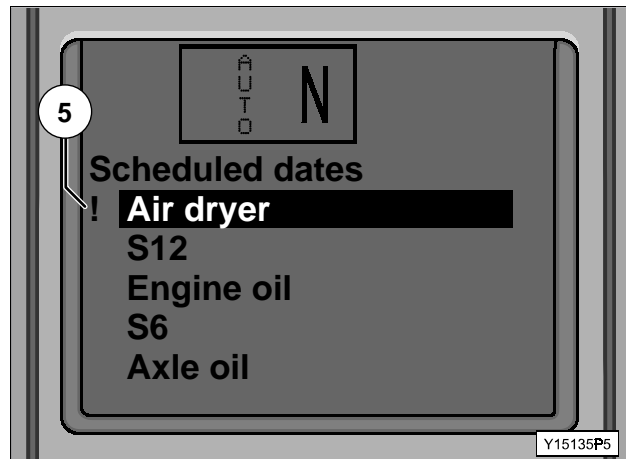 AUTO N
5
Scheduled dates
! Air dryer
S12
Engine oil
S6
Axle oil
Y15135P5